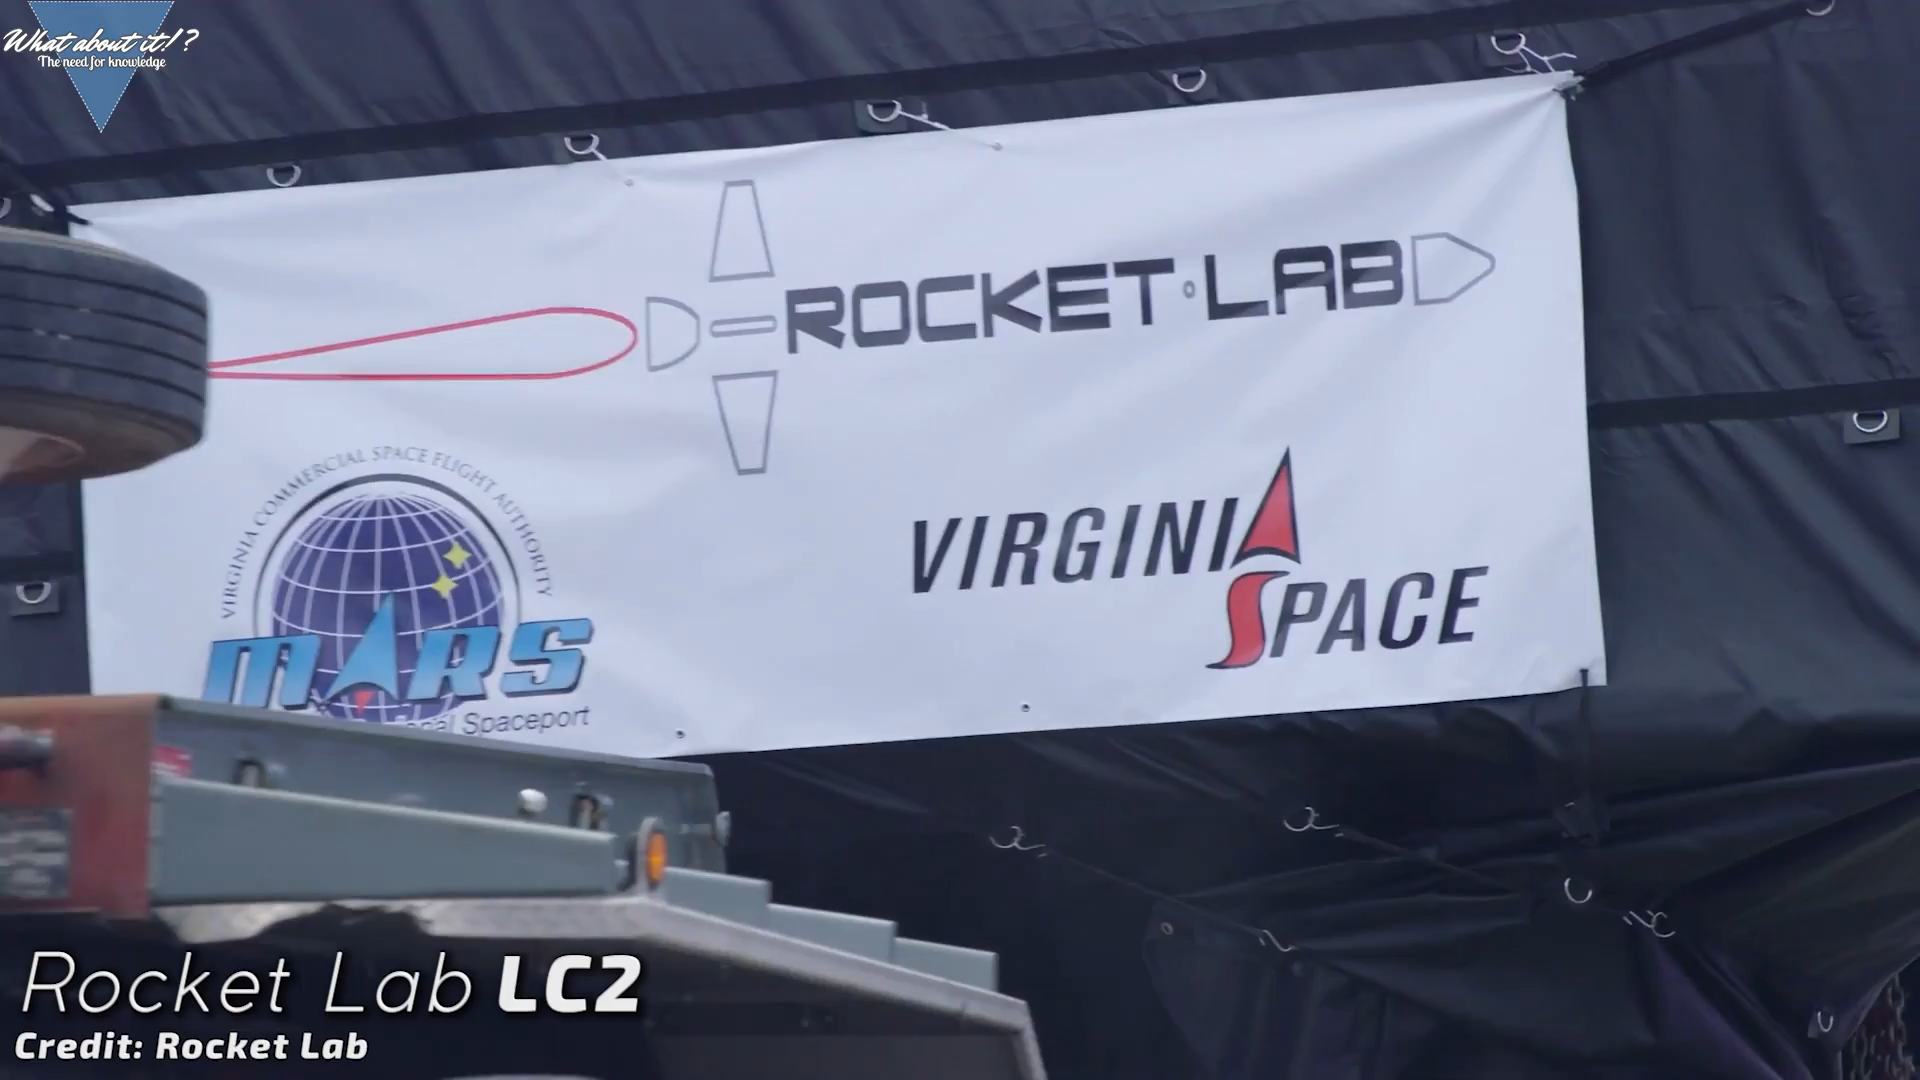 What about it!?
The need for knowledge
ROCKET LAB
VIRGINIA COMMERCIAL SPACE FLIGHT AUTHORITY
MARS
Spaceport
VIRGINIA
SPACE
Rocket Lab LC2
Credit: Rocket Lab